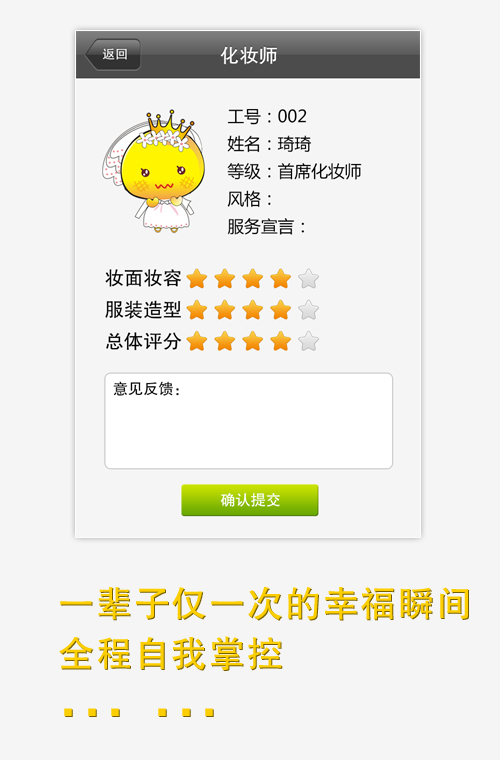 返回
化妆师
工号：002
姓名：琦琦
等级：首席化妆师
风格：
服务宣言：
妆面妆容
服装造型
总体评分
意见反馈：
确认提交
一辈子仅一次的幸福瞬间
全程自我掌控
... ...